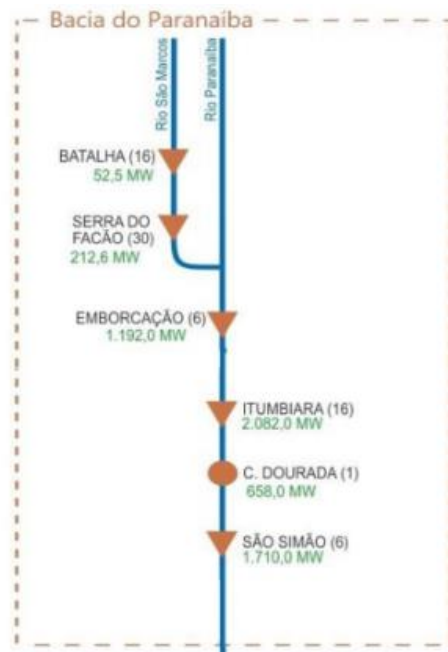 Bacia do Paranaíba
Rio São Marcos
Rio Paranaíba
BATALHA (16)
52,5 MW
SERRA DO
FACÃO (30)
212,6 MW
EMBORCAÇÃO (6)
1.192,0 MW
ITUMBIARA (16)
2.082,0 MW
C. DOURADA (1)
658,0 MW
SÃO SIMÃO (6)
1.710,0 MW